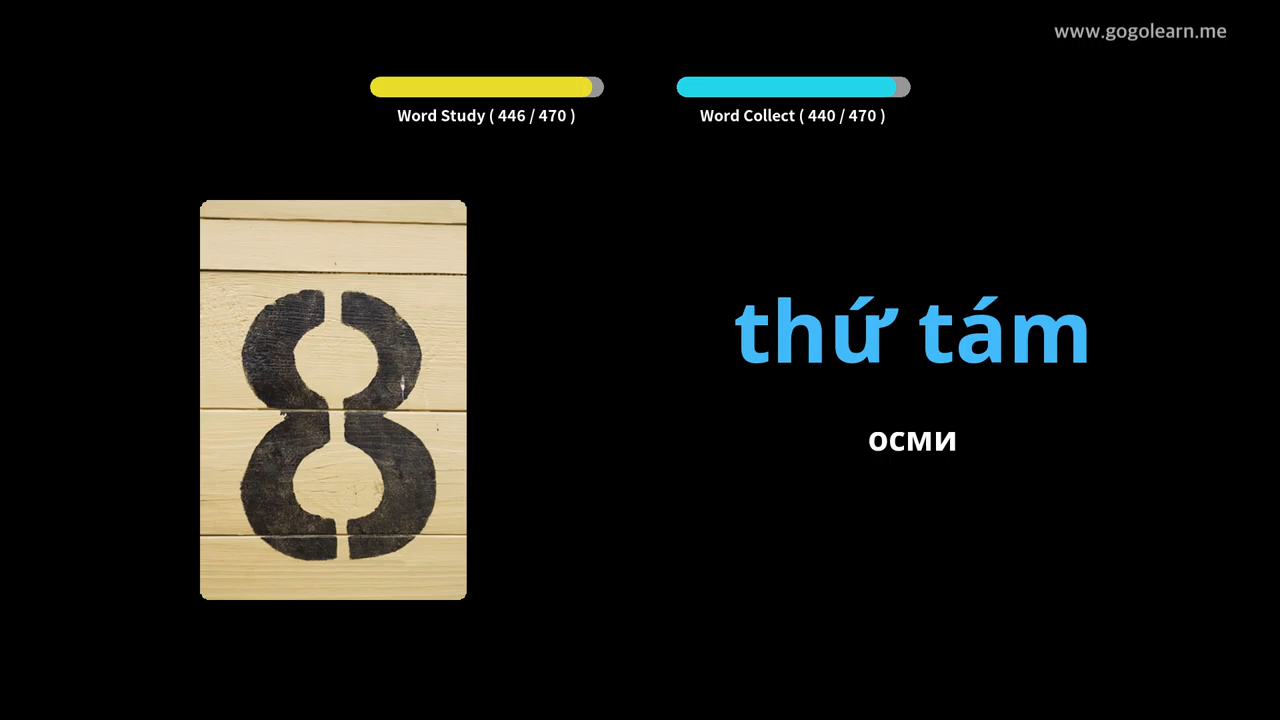 www.gogolearn.me
Word Study ( 446 / 470 )
Word Collect ( 440 / 470 )
8
thứ tám
осми